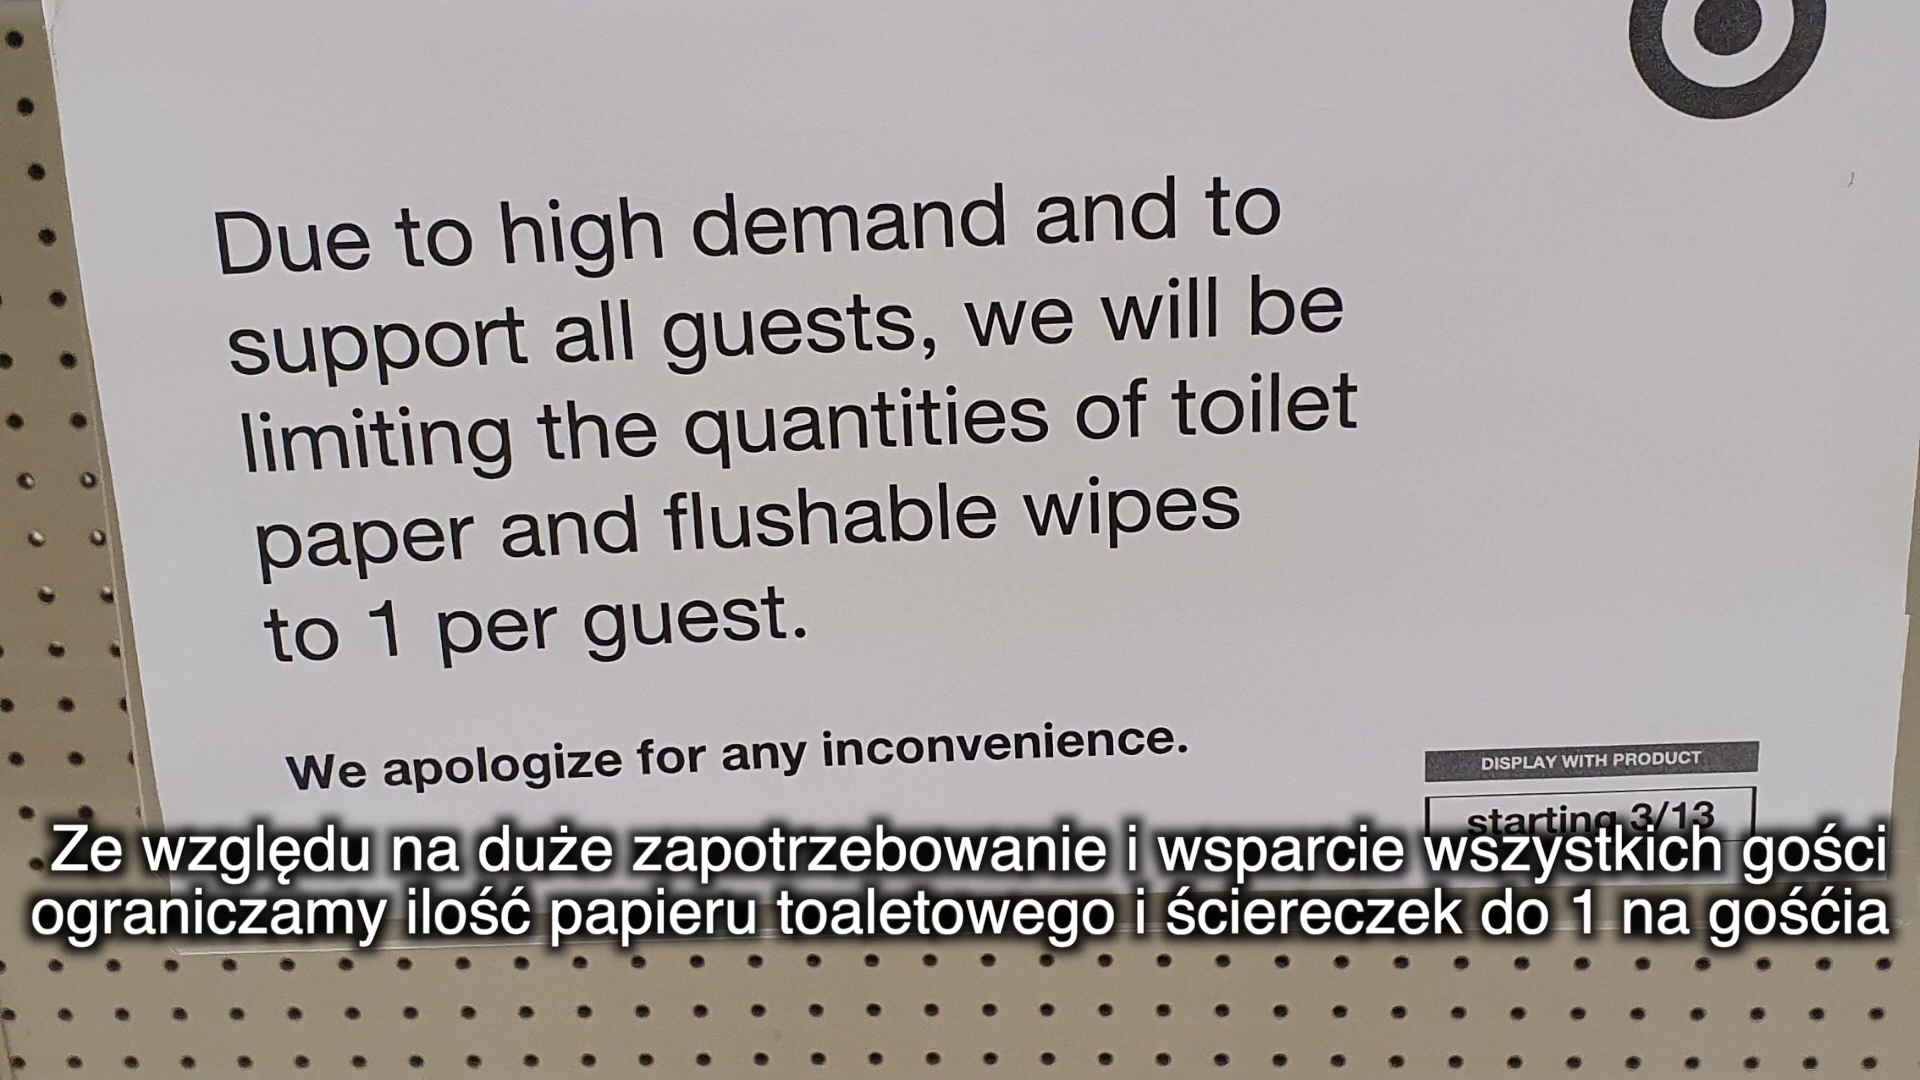 Due to high demand and to
support all guests, we will be
limiting the quantities of toilet
paper and flushable wipes
to 1 per guest.
We apologize for any inconvenience.
DISPLAY WITH PRODUCT
starting 3/13
Ze względu na duże zapotrzebowanie i wsparcie wszystkich gości
ograniczamy ilość papieru toaletowego i ściereczek do 1 na gośćia